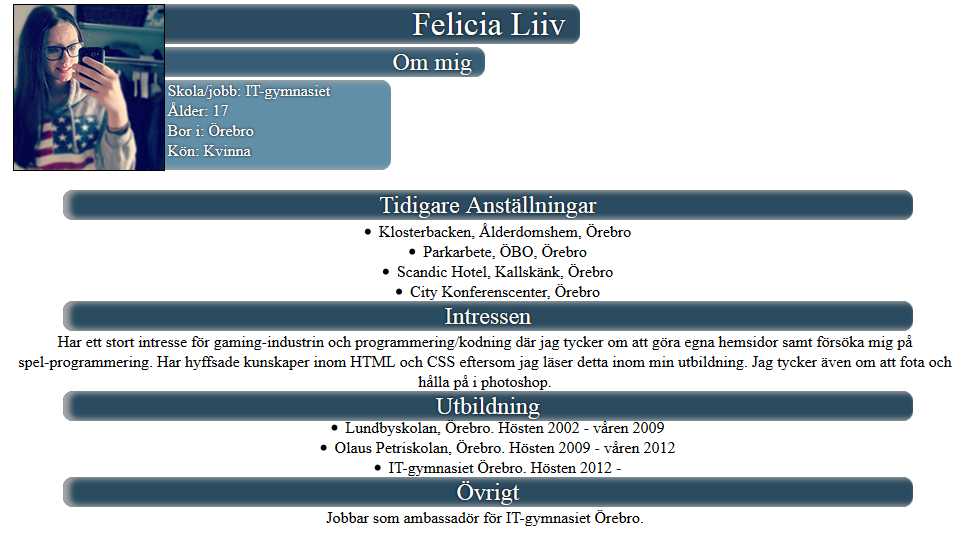 Felicia Liiv
Om mig
Skola/jobb: IT-gymnasiet
Ålder: 17
Bor i: Örebro
Kön: Kvinna
Tidigare Anställningar
• Klosterbacken, Ålderdomshem, Örebro
• Parkarbete, ÖBO, Örebro
• Scandic Hotel, Kallskänk, Örebro
• City Konferenscenter, Örebro
Intressen
Har ett stort intresse för gaming-industrin och programmering/kodning där jag tycker om att göra egna hemsidor samt försöka mig på
spel-programmering. Har hyffsade kunskaper inom HTML och CSS eftersom jag läser detta inom min utbildning. Jag tycker även om att fota och
hålla på i photoshop.
Utbildning
• Lundbyskolan, Örebro. Hösten 2002 - våren 2009
• Olaus Petriskolan, Örebro. Hösten 2009 - våren 2012
• IT-gymnasiet Örebro. Hösten 2012 -
Övrigt
Jobbar som ambassadör för IT-gymnasiet Örebro.